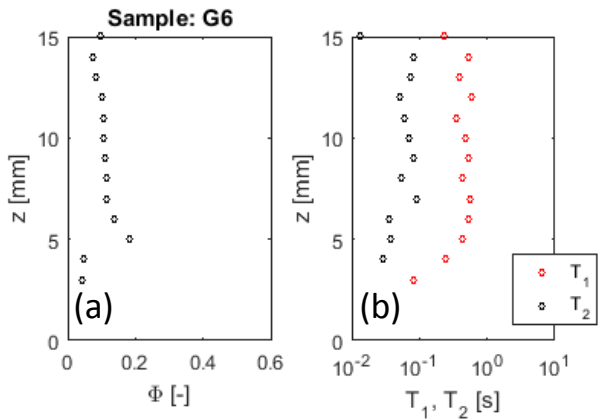 Sample: G6
15
10
5
0
z [mm]
0
0.2
0.4
0.6
Φ [-]
(a)
15
10
5
0
z [mm]
10⁻²
10⁻¹
10⁰
10¹
T₁, T₂ [s]
(b)
T₁
T₂